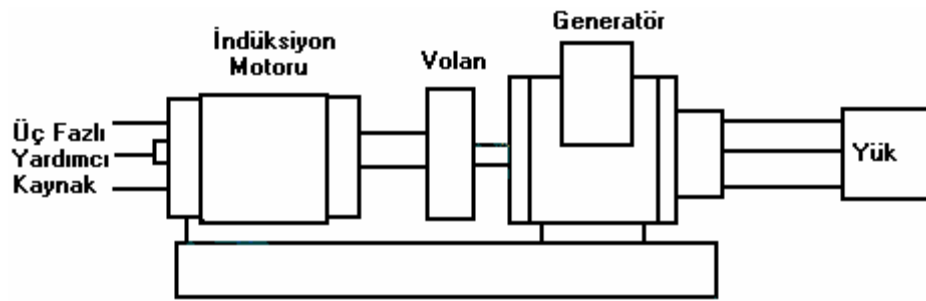 Generatör
İndüksiyon
Motoru
Volan
Üç Fazlı
Yardımcı
Kaynak
Yük